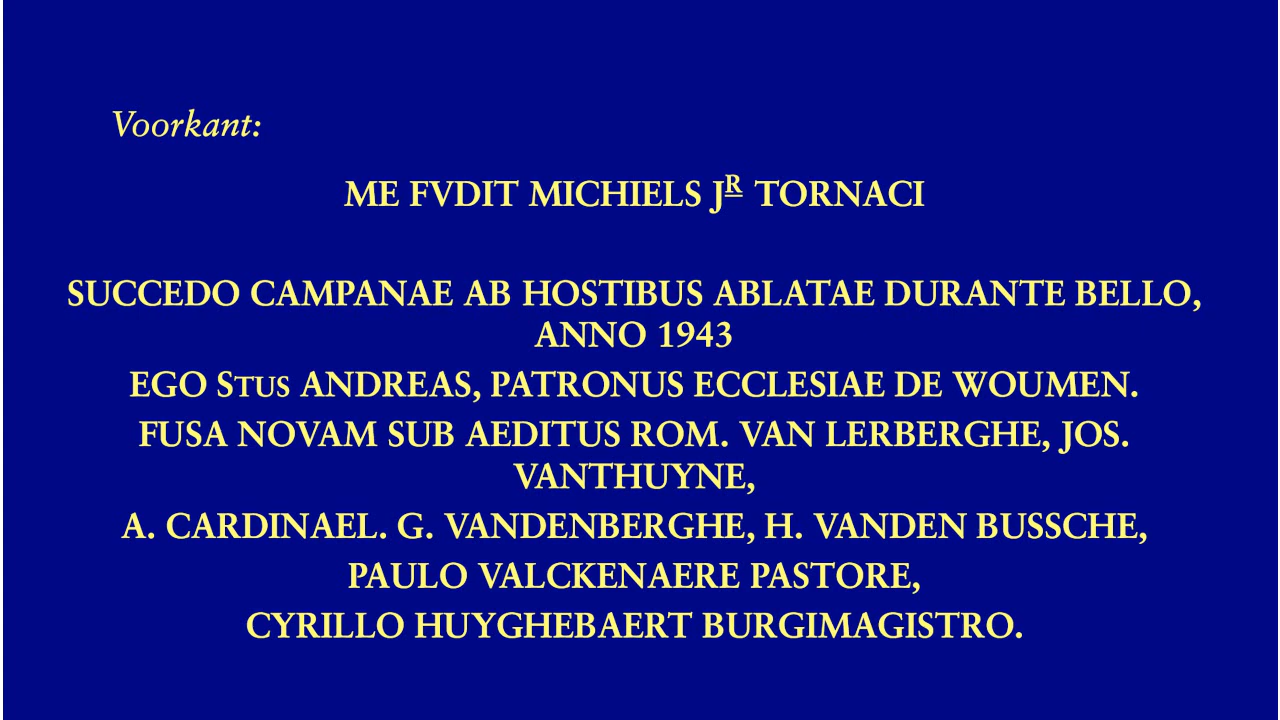 Voorkant:
ME FVDIT MICHIELS JR TORNACI
SUCCEDO CAMPANAE AB HOSTIBUS ABLATAE DURANTE BELLO,
ANNO 1943
EGO STUS ANDREAS, PATRONUS ECCLESIAE DE WOUMEN.
FUSA NOVAM SUB AEDITUS ROM. VAN LERBERGHE, JOS.
VANTHUYNE,
A. CARDINAEL. G. VANDENBERGHE, H. VANDEN BUSSCHE,
PAULO VALCKENAERE PASTORE,
CYRILLO HUYGHEBAERT BURGIMAGISTRO.